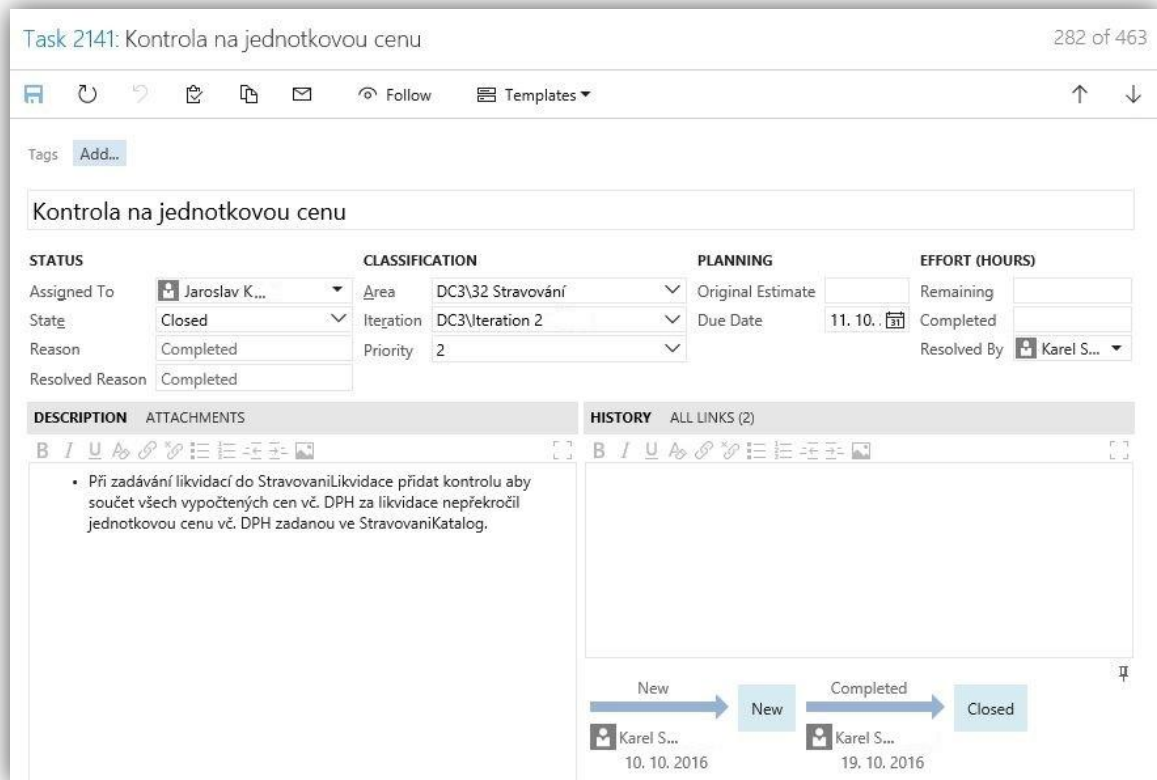 Task 2141: Kontrola na jednotkovou cenu
282 of 463
Follow
Templates
Tags Add...
Kontrola na jednotkovou cenu
STATUS
Assigned To Jaroslav K...
State Closed
Reason Completed
Resolved Reason Completed
CLASSIFICATION
Area DC3\32 Stravování
Iteration DC3\Iteration 2
Priority 2
PLANNING
Original Estimate
Due Date 11. 10. .
EFFORT (HOURS)
Remaining
Completed
Resolved By Karel S...
DESCRIPTION ATTACHMENTS
• Při zadávání likvidací do StravovaniLikvidace přidat kontrolu aby
součet všech vypočtených cen vč. DPH za likvidace nepřekročil
jednotkovou cenu vč. DPH zadanou ve StravovaniKatalog.
HISTORY ALL LINKS (2)
New
New
Completed
Closed
Karel S...
10. 10. 2016
Karel S...
19. 10. 2016